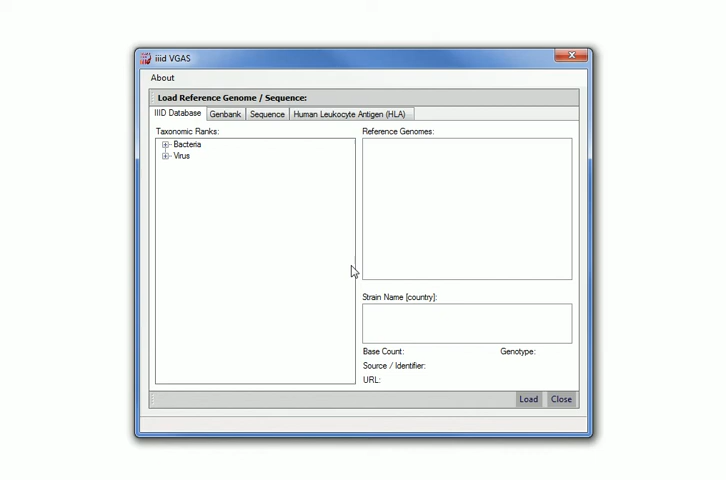 iiid VGAS
About
Load Reference Genome / Sequence:
IIID Database Genbank Sequence Human Leukocyte Antigen (HLA)
Taxonomic Ranks:
Bacteria
Virus
Reference Genomes:
Strain Name [country]:
Base Count: Genotype:
Source / Identifier:
URL:
Load Close